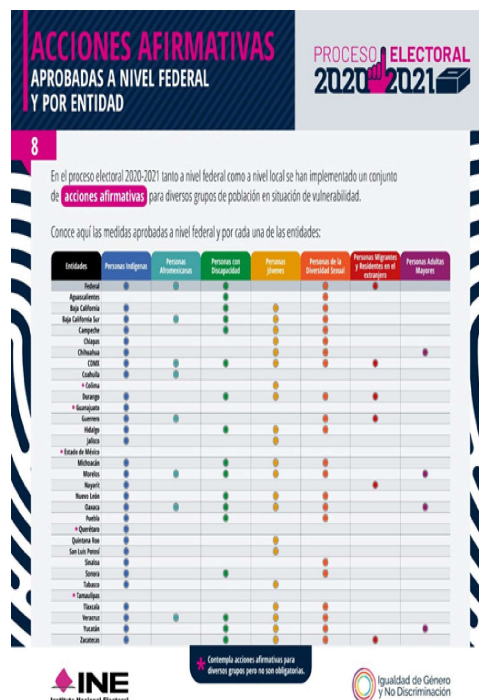 ACCIONES AFIRMATIVAS
APROBADAS A NIVEL FEDERAL
Y POR ENTIDAD
PROCESO ELECTORAL
2020 2021
8
En el proceso electoral 2020-2021 tanto a nivel federal como a nivel local se han implementado un conjunto
de acciones afirmativas para diversos grupos de población en situación de vulnerabilidad.
Conoce aquí las medidas aprobadas a nivel federal y por cada una de las entidades:
Entidades Personas Indígenas Personas Afromexicanas Personas con Discapacidad Personas Jóvenes Personas de la Diversidad Sexual Personas Migrantes y Residentes en el extranjero Personas Adultas Mayores
Federal
Aguascalientes
Baja California
Baja California Sur
Campeche
Chiapas
Chihuahua
CDMX
Coahuila
* Colima
Durango
* Guanajuato
Guerrero
Hidalgo
Jalisco
* Estado de México
Michoacán
Morelos
Nayarit
Nuevo León
Oaxaca
Puebla
* Querétaro
Quintana Roo
San Luis Potosí
Sinaloa
Sonora
Tabasco
* Tamaulipas
Tlaxcala
Veracruz
Yucatán
Zacatecas
* Contempla acciones afirmativas para
diversos grupos pero no son obligatorias.
INE
Instituto Nacional Electoral
Igualdad de Género
y No Discriminación